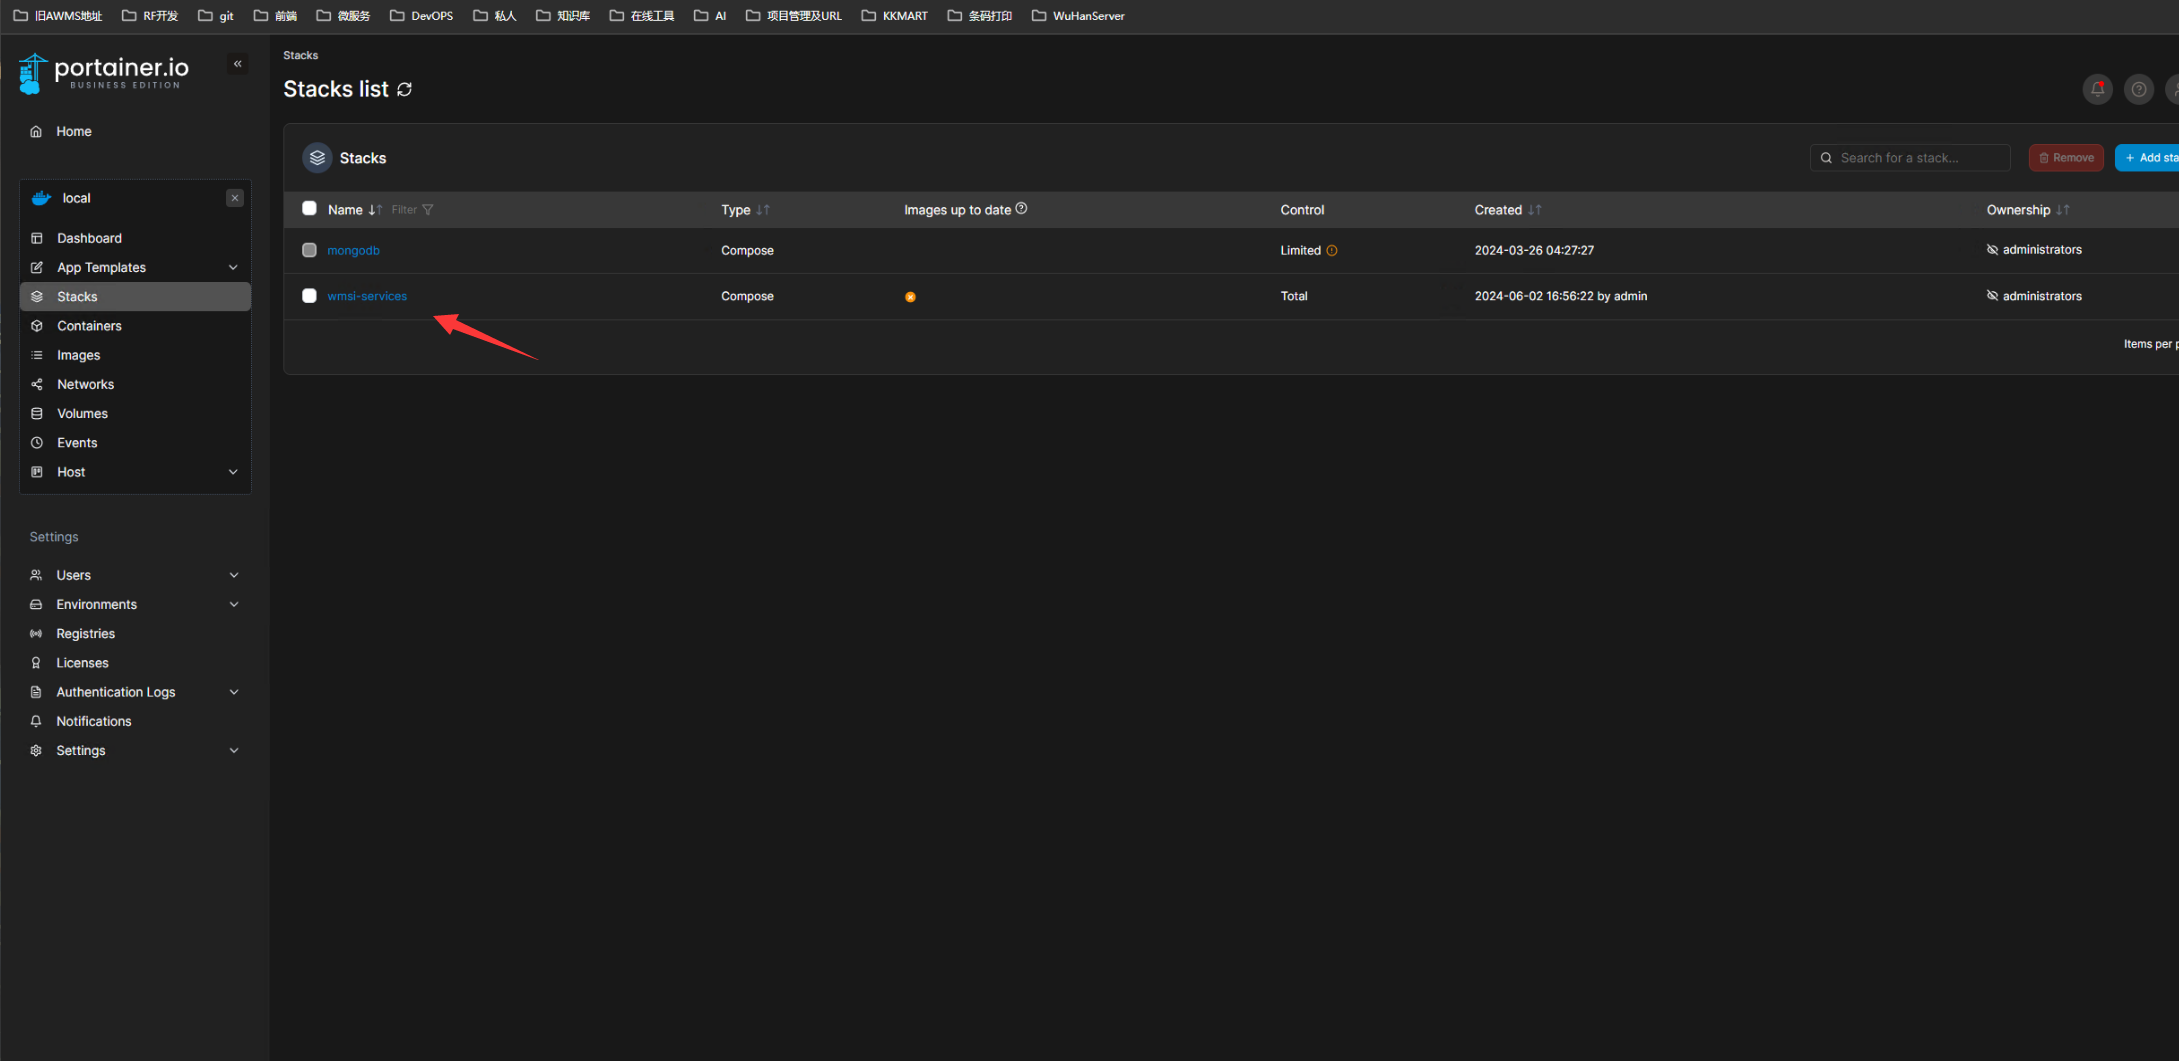 旧AWMS地址 RF开发 git 前端 微服务 DevOPS 私人 知识库 在线工具 AI 项目管理及URL KKMART 条码打印 WuHanServer
portainer.io
BUSINESS EDITION
Home
local
Dashboard
App Templates
Stacks
Containers
Images
Networks
Volumes
Events
Host
Settings
Users
Environments
Registries
Licenses
Authentication Logs
Notifications
Settings
Stacks
Stacks list
Stacks
Search for a stack... Remove + Add sta
Name Filter Type Images up to date Control Created Ownership
mongodb Compose Limited 2024-03-26 04:27:27 administrators
wmsi-services Compose Total 2024-06-02 16:56:22 by admin administrators
Items per p